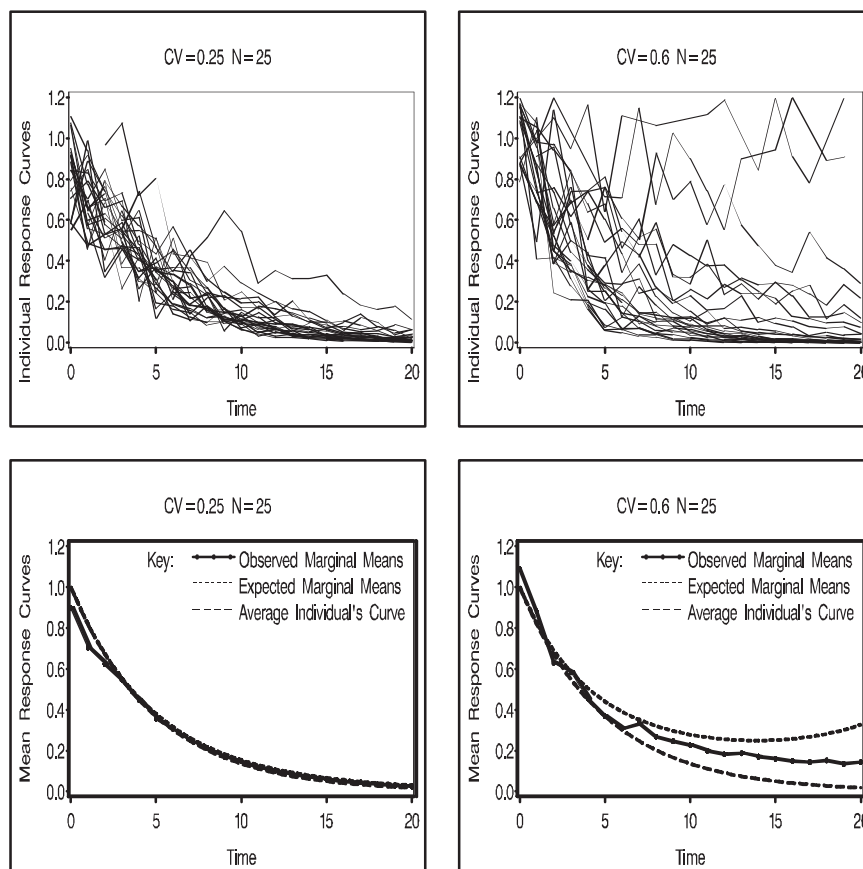 CV=0.25 N=25
Individual Response Curves
1.2
1.0
0.8
0.6
0.4
0.2
0.0
0 5 10 15 20
Time
CV=0.6 N=25
Individual Response Curves
1.2
1.0
0.8
0.6
0.4
0.2
0.0
0 5 10 15 20
Time
CV=0.25 N=25
Mean Response Curves
1.2
1.0
0.8
0.6
0.4
0.2
0.0
Key: Observed Marginal Means
Expected Marginal Means
Average Individual's Curve
0 5 10 15 20
Time
CV=0.6 N=25
Mean Response Curves
1.2
1.0
0.8
0.6
0.4
0.2
0.0
Key: Observed Marginal Means
Expected Marginal Means
Average Individual's Curve
0 5 10 15 20
Time